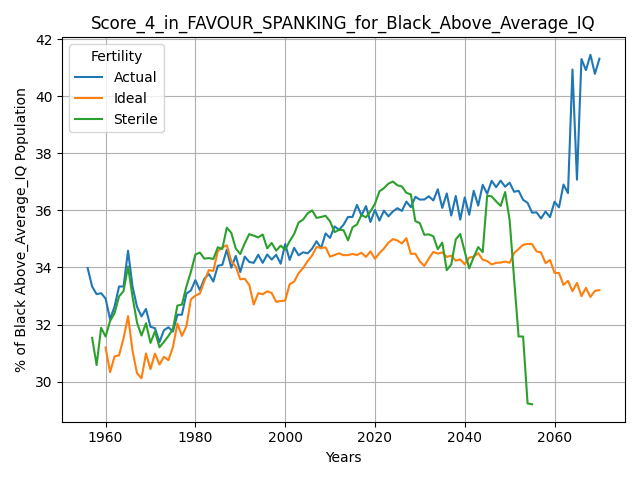 Score_4_in_FAVOUR_SPANKING_for_Black_Above_Average_IQ
% of Black Above_Average_IQ Population
42
40
38
36
34
32
30
Fertility
Actual
Ideal
Sterile
1960
1980
2000
2020
2040
2060
Years